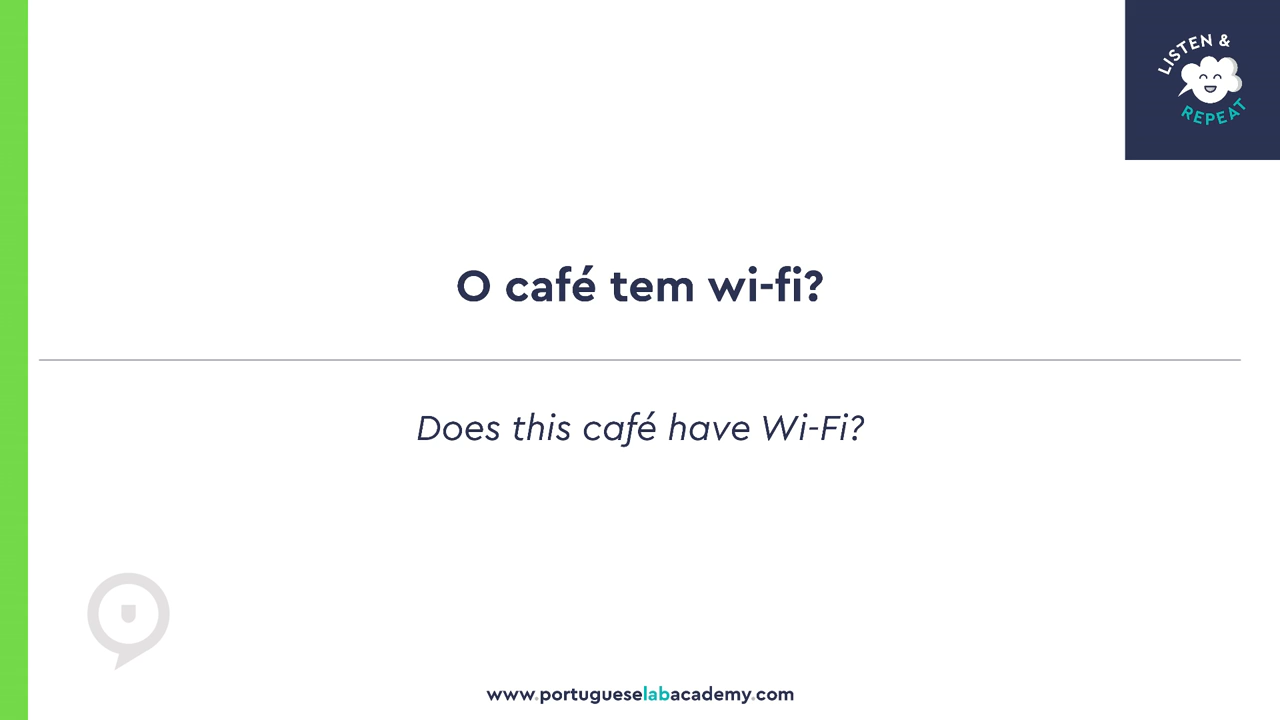 LISTEN &
REPEAT
O café tem wi-fi?
Does this café have Wi-Fi?
www.portugueselabacademy.com